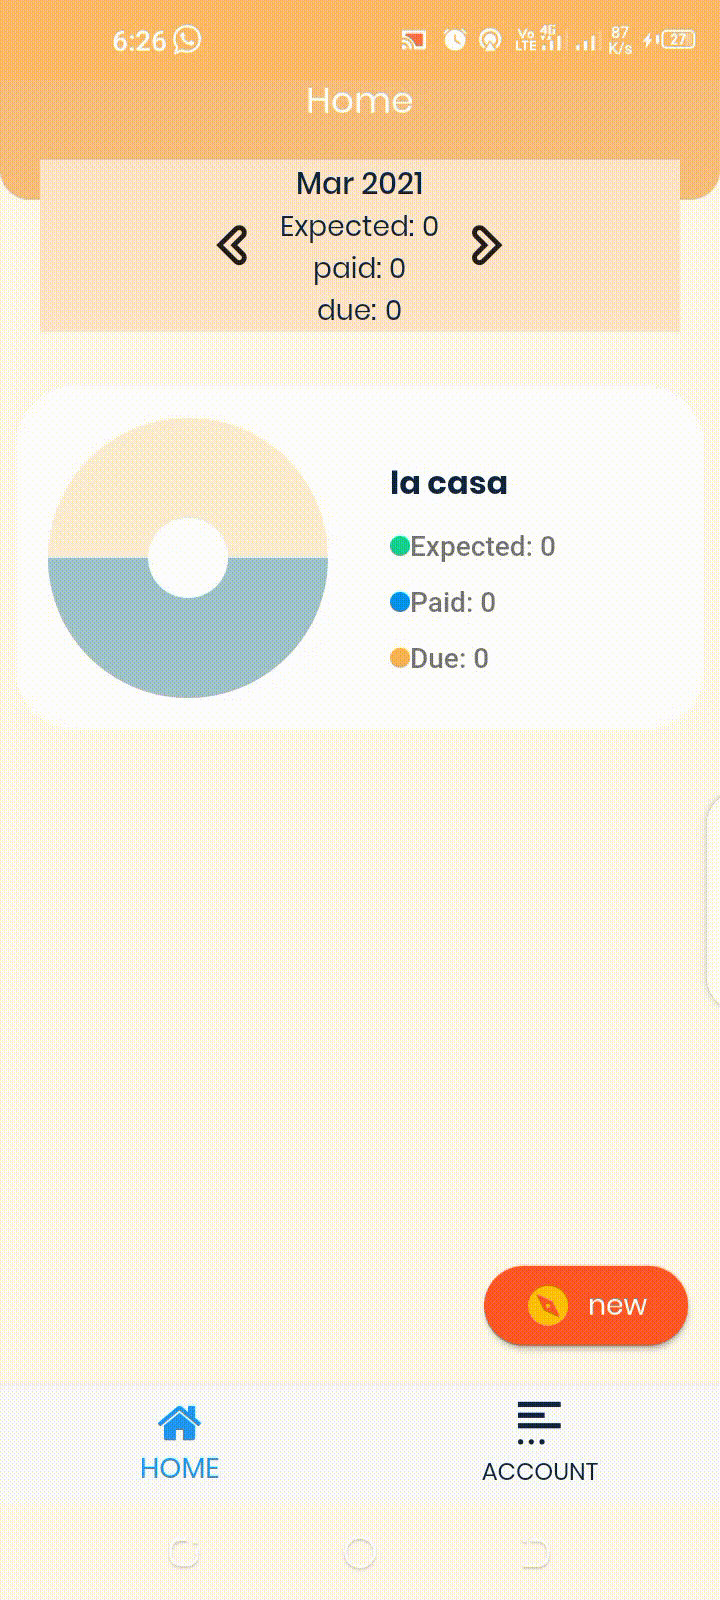 6:26 Vo LTE 4G 87 K/s 27
Home
Mar 2021
Expected: 0
paid: 0
due: 0
la casa
Expected: 0
Paid: 0
Due: 0
new
HOME
ACCOUNT